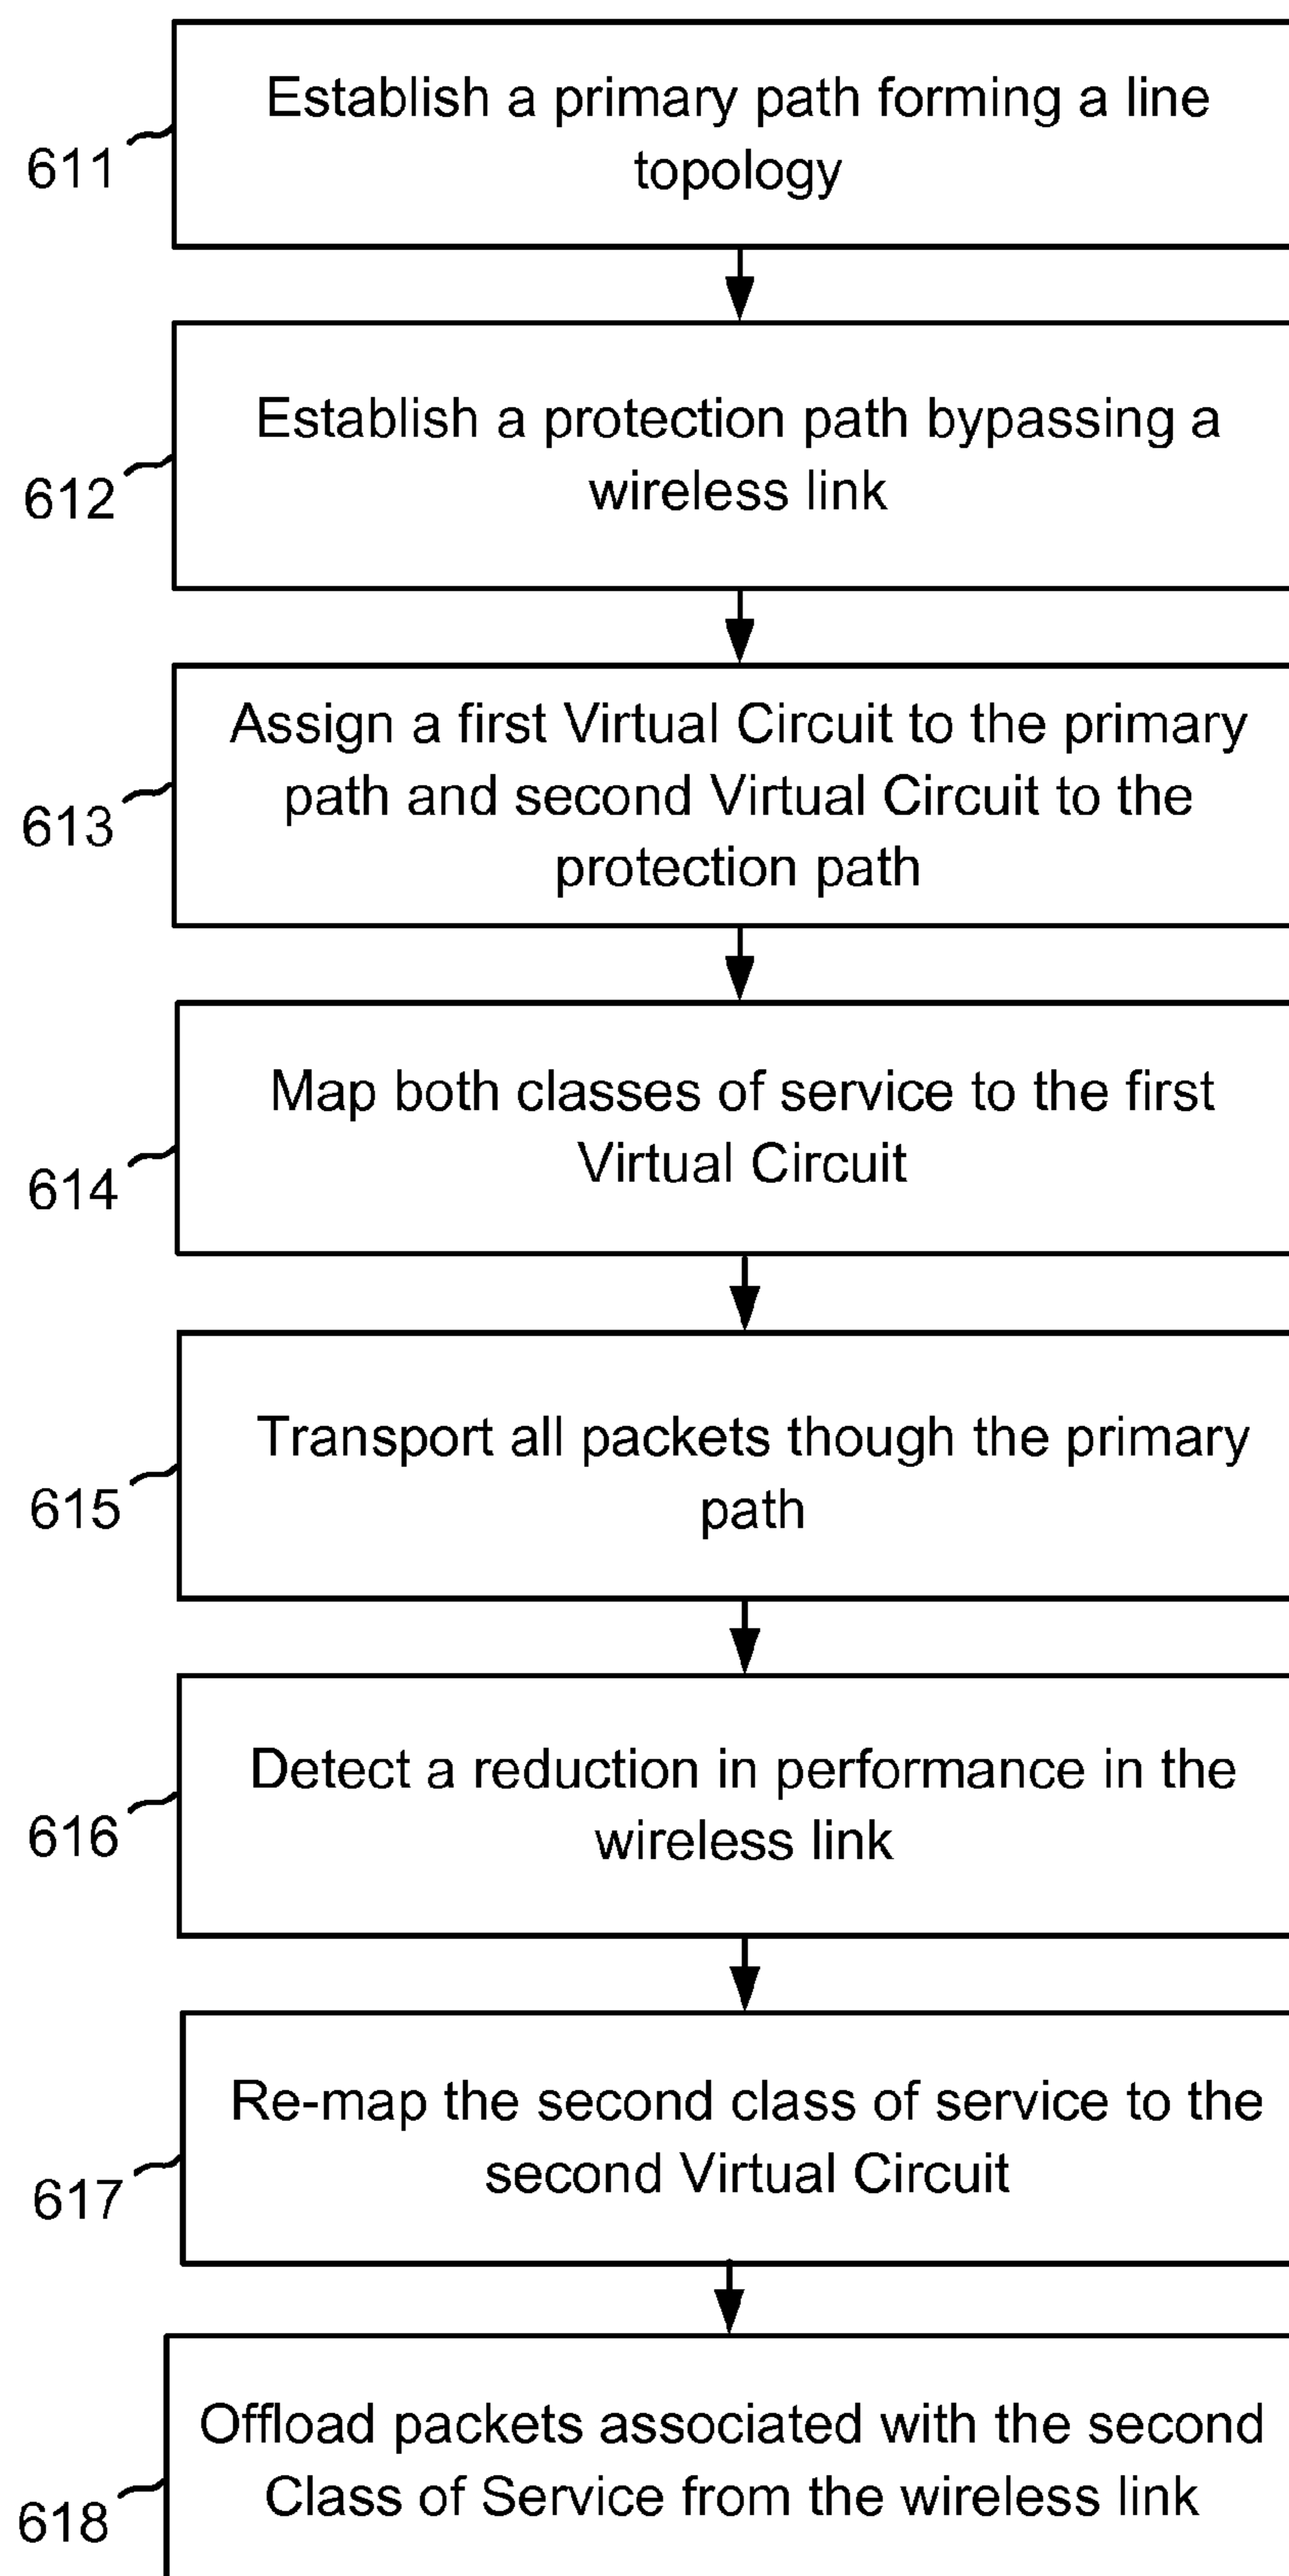 Establish a primary path forming a line
topology
611
Establish a protection path bypassing a
wireless link
612
Assign a first Virtual Circuit to the primary
path and second Virtual Circuit to the
protection path
613
Map both classes of service to the first
Virtual Circuit
614
Transport all packets though the primary
path
615
Detect a reduction in performance in the
wireless link
616
Re-map the second class of service to the
second Virtual Circuit
617
Offload packets associated with the second
Class of Service from the wireless link
618